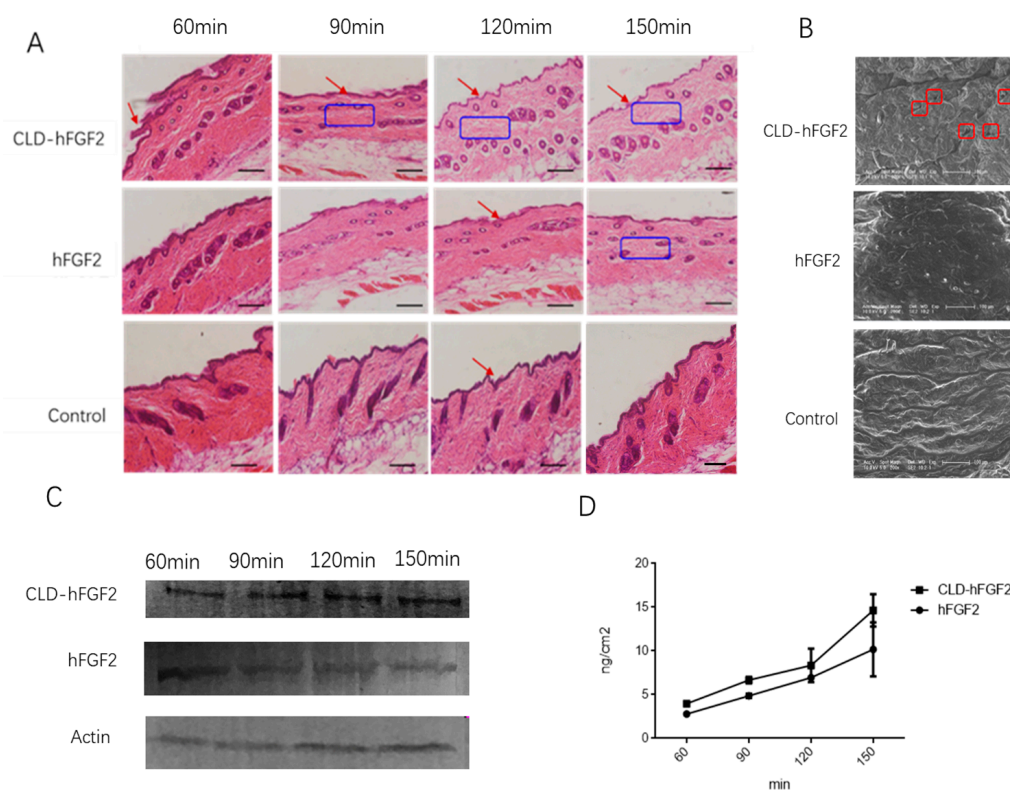 A
60min
90min
120mim
150min
B
CLD-hFGF2
CLD-hFGF2
hFGF2
hFGF2
Control
Control
C
D
60min
90min
120min
150min
CLD-hFGF2
hFGF2
Actin
20
15
10
5
0
ng/cm2
60
90
120
150
min
CLD-hFGF2
hFGF2